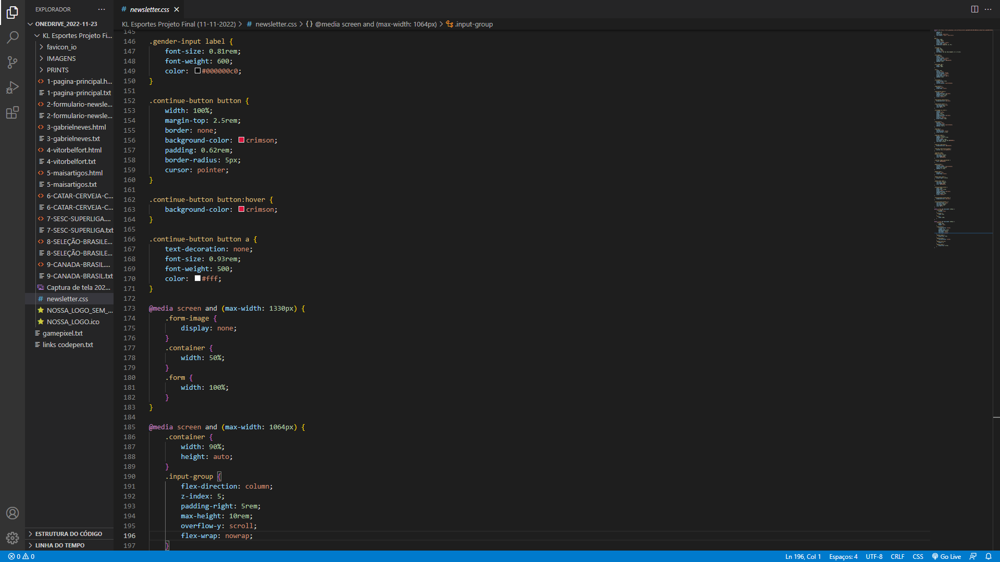 EXPLORADOR
newsletter.css
ONEDRIVE_2022-11-23
KL Esportes Projeto Final (11-11-2022) > # newsletter.css > {} @media screen and (max-width: 1064px) > .input-group
KL Esportes Projeto Fi...
favicon_io
IMAGENS
PRINTS
1-pagina-principal.h...
1-pagina-principal.txt
2-formulario-newsle...
2-formulario-newsle...
3-gabrielneves.html
3-gabrielneves.txt
4-vitorbelfort.html
4-vitorbelfort.txt
5-maisartigos.html
5-maisartigos.txt
6-CATAR-CERVEJA-C...
6-CATAR-CERVEJA-C...
7-SESC-SUPERLIGA....
7-SESC-SUPERLIGA.txt
8-SELEÇÃO-BRASILE...
8-SELEÇÃO-BRASILE...
9-CANADA-BRASIL....
9-CANADA-BRASIL.txt
Captura de tela 202...
newsletter.css
NOSSA_LOGO_SEM_...
NOSSA_LOGO.ico
gamepixel.txt
links codepen.txt
ESTRUTURA DO CÓDIGO
LINHA DO TEMPO
145
146 .gender-input label {
147 font-size: 0.81rem;
148 font-weight: 600;
149 color: #000000c0;
150 }
151
152 .continue-button button {
153 width: 100%;
154 margin-top: 2.5rem;
155 border: none;
156 background-color: crimson;
157 padding: 0.62rem;
158 border-radius: 5px;
159 cursor: pointer;
160 }
161
162 .continue-button button:hover {
163 background-color: crimson;
164 }
165
166 .continue-button button a {
167 text-decoration: none;
168 font-size: 0.93rem;
169 font-weight: 500;
170 color: #fff;
171 }
172
173 @media screen and (max-width: 1330px) {
174 .form-image {
175 display: none;
176 }
177 .container {
178 width: 50%;
179 }
180 .form {
181 width: 100%;
182 }
183 }
184
185 @media screen and (max-width: 1064px) {
186 .container {
187 width: 90%;
188 height: auto;
189 }
190 .input-group {
191 flex-direction: column;
192 z-index: 5;
193 padding-right: 5rem;
194 max-height: 10rem;
195 overflow-y: scroll;
196 flex-wrap: nowrap;
197 }
0 0 Ln 196, Col 1 Espaços: 4 UTF-8 CRLF CSS Go Live